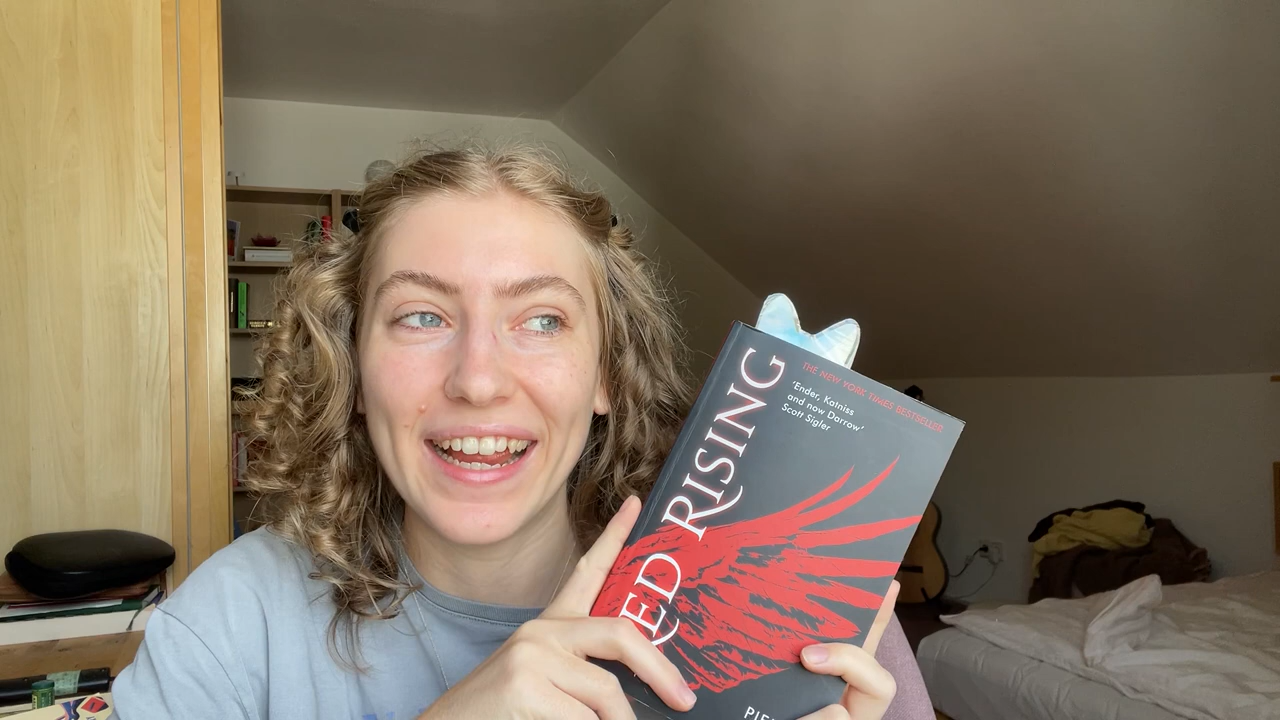 THE NEW YORK TIMES BESTSELLER
'Ender, Katniss
and now Darrow'
Scott Sigler
RED RISING